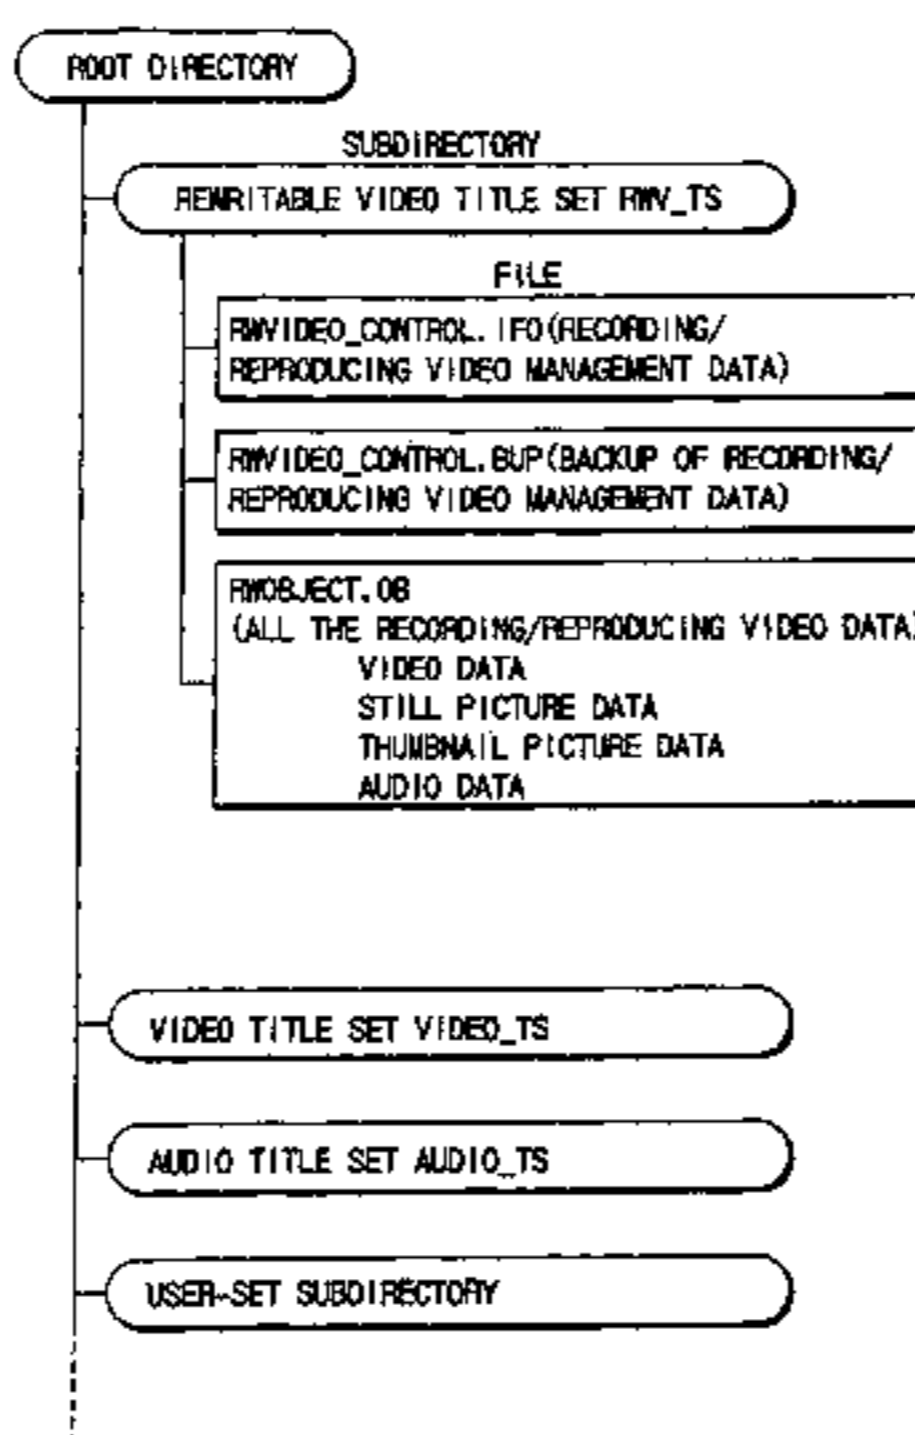 ROOT DIRECTORY
SUBDIRECTORY
REWRITABLE VIDEO TITLE SET RWV_TS
FILE
RWVIDEO_CONTROL.IFO(RECORDING/
REPRODUCING VIDEO MANAGEMENT DATA)
RWVIDEO_CONTROL.BUP(BACKUP OF RECORDING/
REPRODUCING VIDEO MANAGEMENT DATA)
RWOBJECT.OB
(ALL THE RECORDING/REPRODUCING VIDEO DATA)
VIDEO DATA
STILL PICTURE DATA
THUMBNAIL PICTURE DATA
AUDIO DATA
VIDEO TITLE SET VIDEO_TS
AUDIO TITLE SET AUDIO_TS
USER-SET SUBDIRECTORY